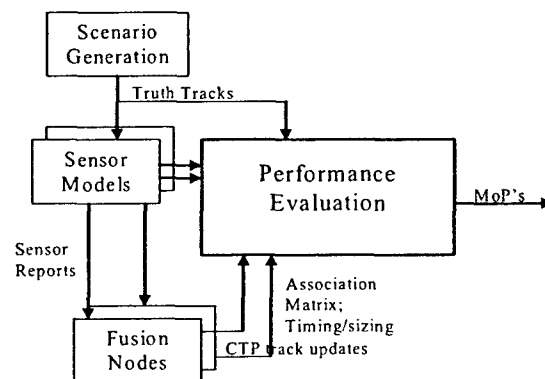 Scenario
Generation
Truth Tracks
Sensor
Models
Performance
Evaluation
MoP's
Sensor
Reports
Association
Matrix;
Timing/sizing
CTP track updates
Fusion
Nodes